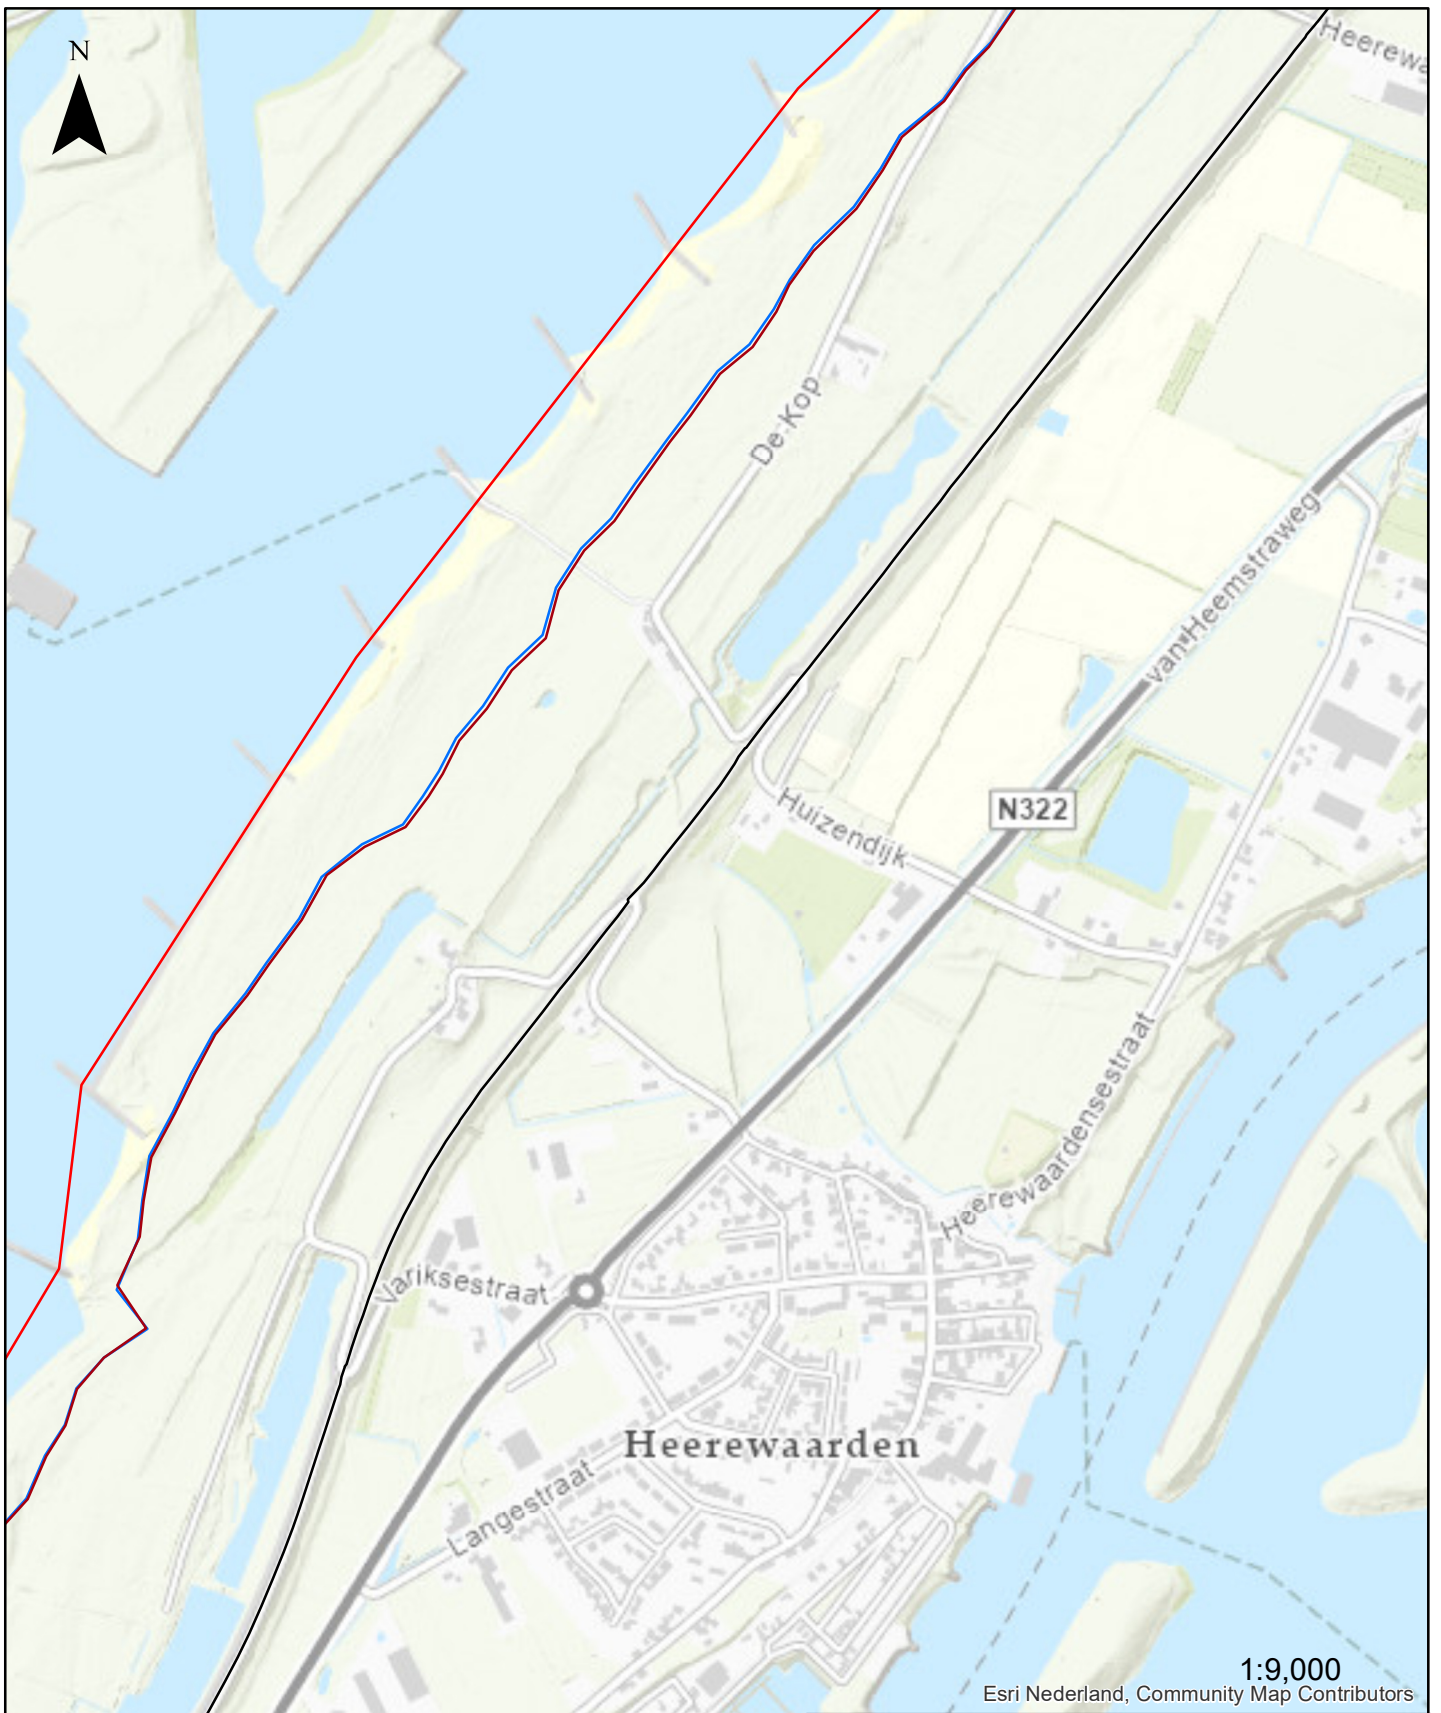 N
Heerewa
De Kop
van Heemstraweg
N322
Huizendijk
Heerewaardensestraat
Variksestraat
Heerewaarden
Langestraat
1:9,000
Esri Nederland, Community Map Contributors